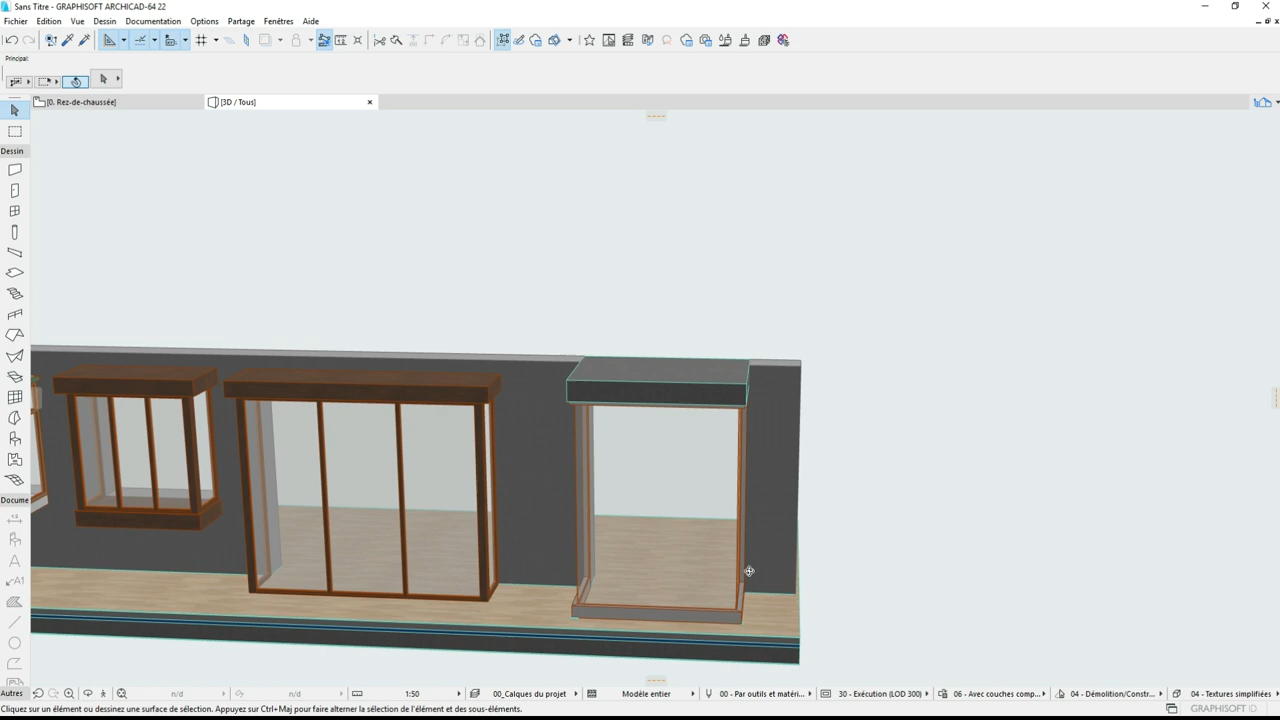 Sans Titre - GRAPHISOFT ARCHICAD-64 22
Fichier Edition Vue Dessin Documentation Options Partage Fenêtres Aide
Principal:
[0. Rez-de-chaussée] [3D / Tous]
Dessin
Docume
Autres n/d n/d 1:50 00_Calques du projet Modèle entier 00 - Par outils et matéri... 30 - Exécution (LOD 300) 06 - Avec couches comp... 04 - Démolition/Constr... 04 - Textures simplifiées
Cliquez sur un élément ou dessinez une surface de sélection. Appuyez sur Ctrl+Maj pour faire alterner la sélection de l'élément et des sous-éléments. GRAPHISOFT ID